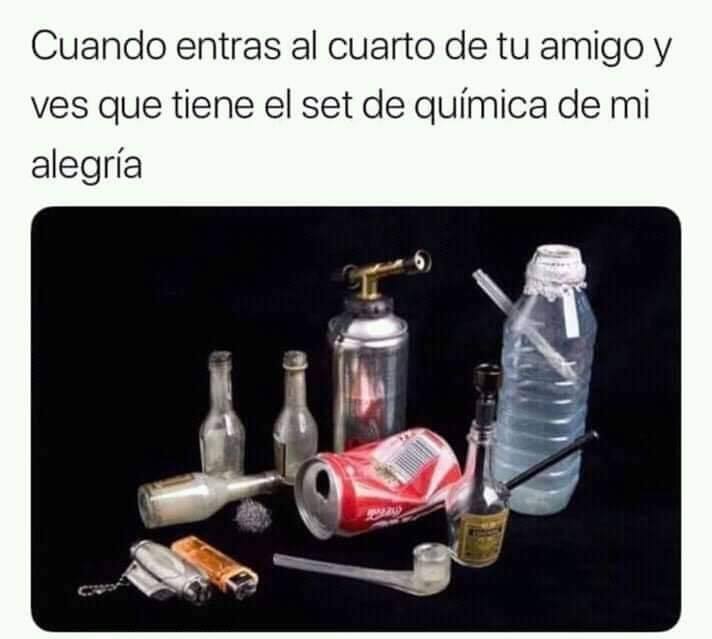 Cuando entras al cuarto de tu amigo y
ves que tiene el set de química de mi
alegría